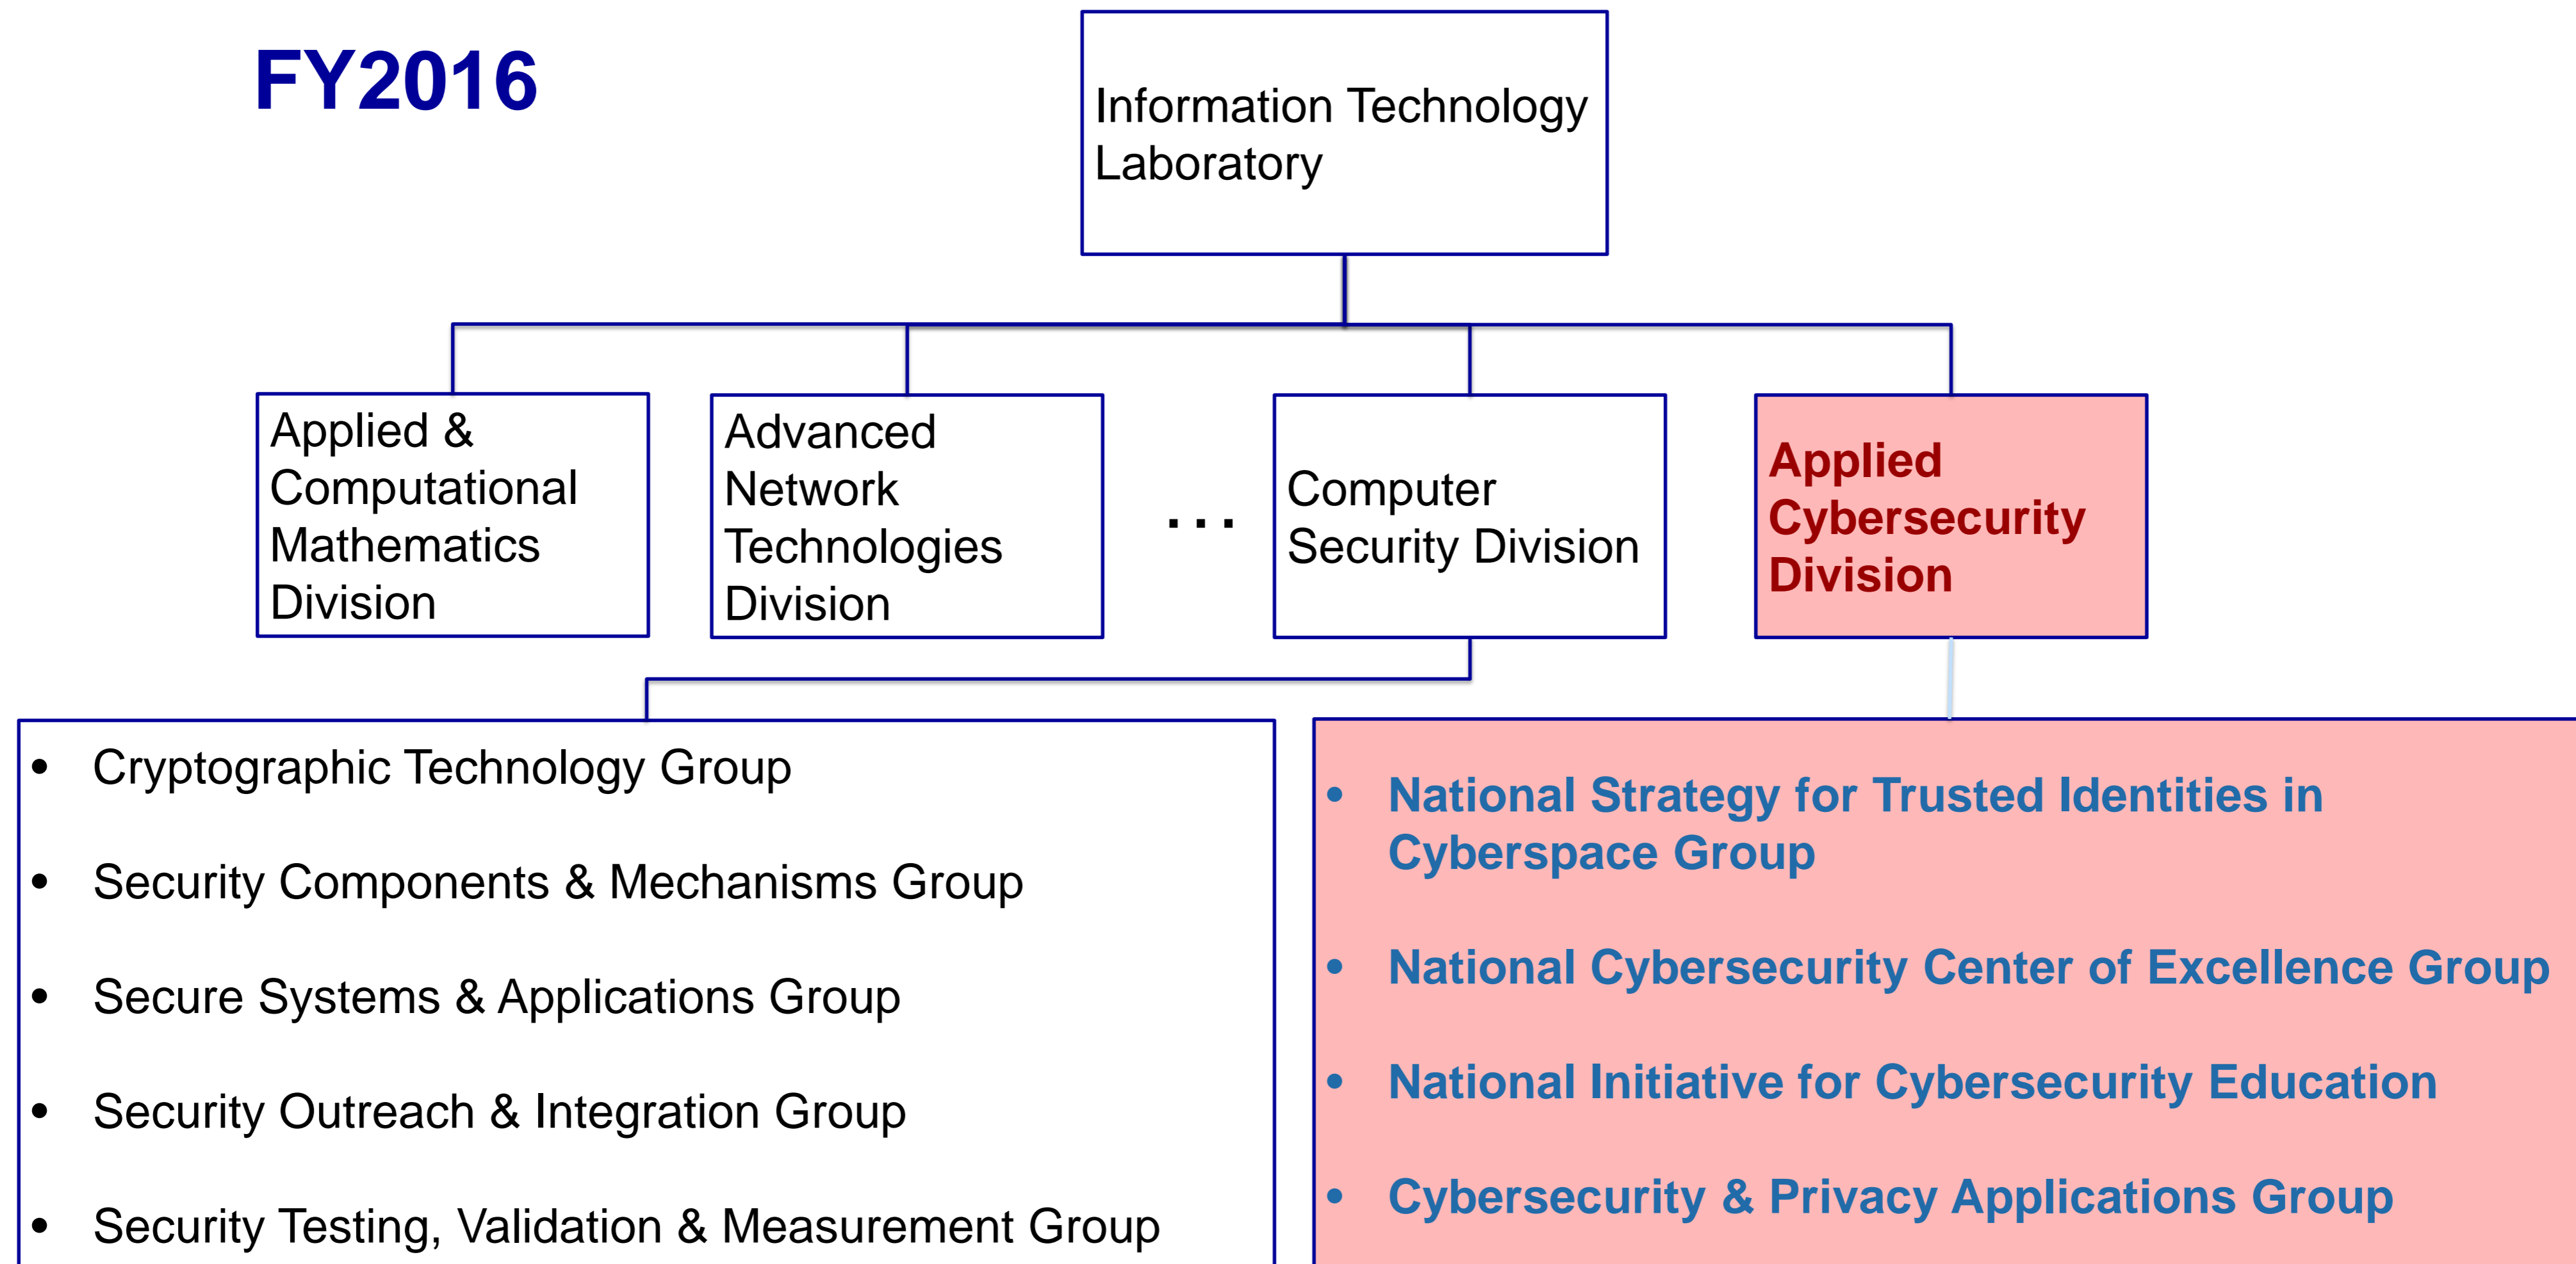 FY2016
Information Technology
Laboratory
Applied &
Computational
Mathematics
Division
Advanced
Network
Technologies
Division
...
Computer
Security Division
Applied
Cybersecurity
Division
• Cryptographic Technology Group
• Security Components & Mechanisms Group
• Secure Systems & Applications Group
• Security Outreach & Integration Group
• Security Testing, Validation & Measurement Group
• National Strategy for Trusted Identities in
Cyberspace Group
• National Cybersecurity Center of Excellence Group
• National Initiative for Cybersecurity Education
• Cybersecurity & Privacy Applications Group